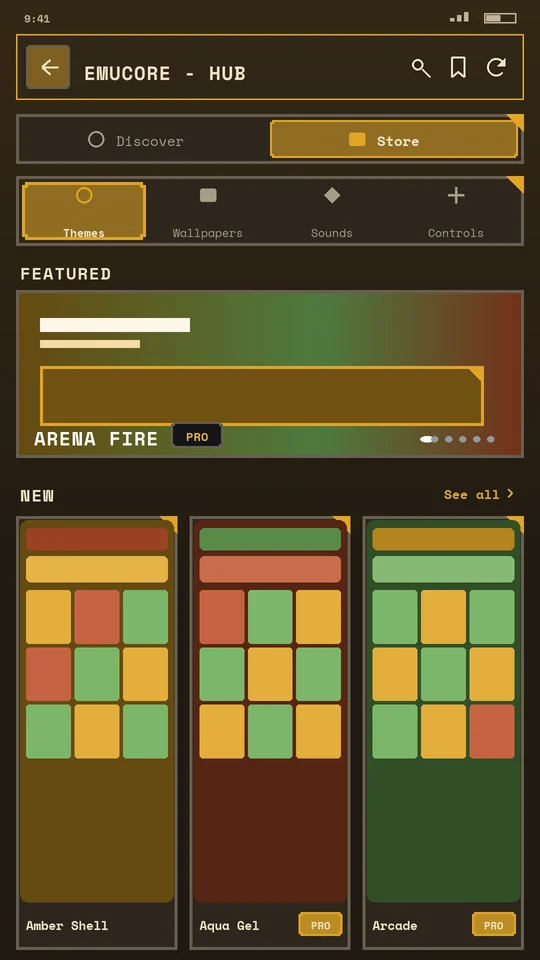 9:41
EMUCORE - HUB
Discover
Store
Themes
Wallpapers
Sounds
Controls
FEATURED
ARENA FIRE
PRO
NEW
See all
Amber Shell
Aqua Gel
PRO
Arcade
PRO